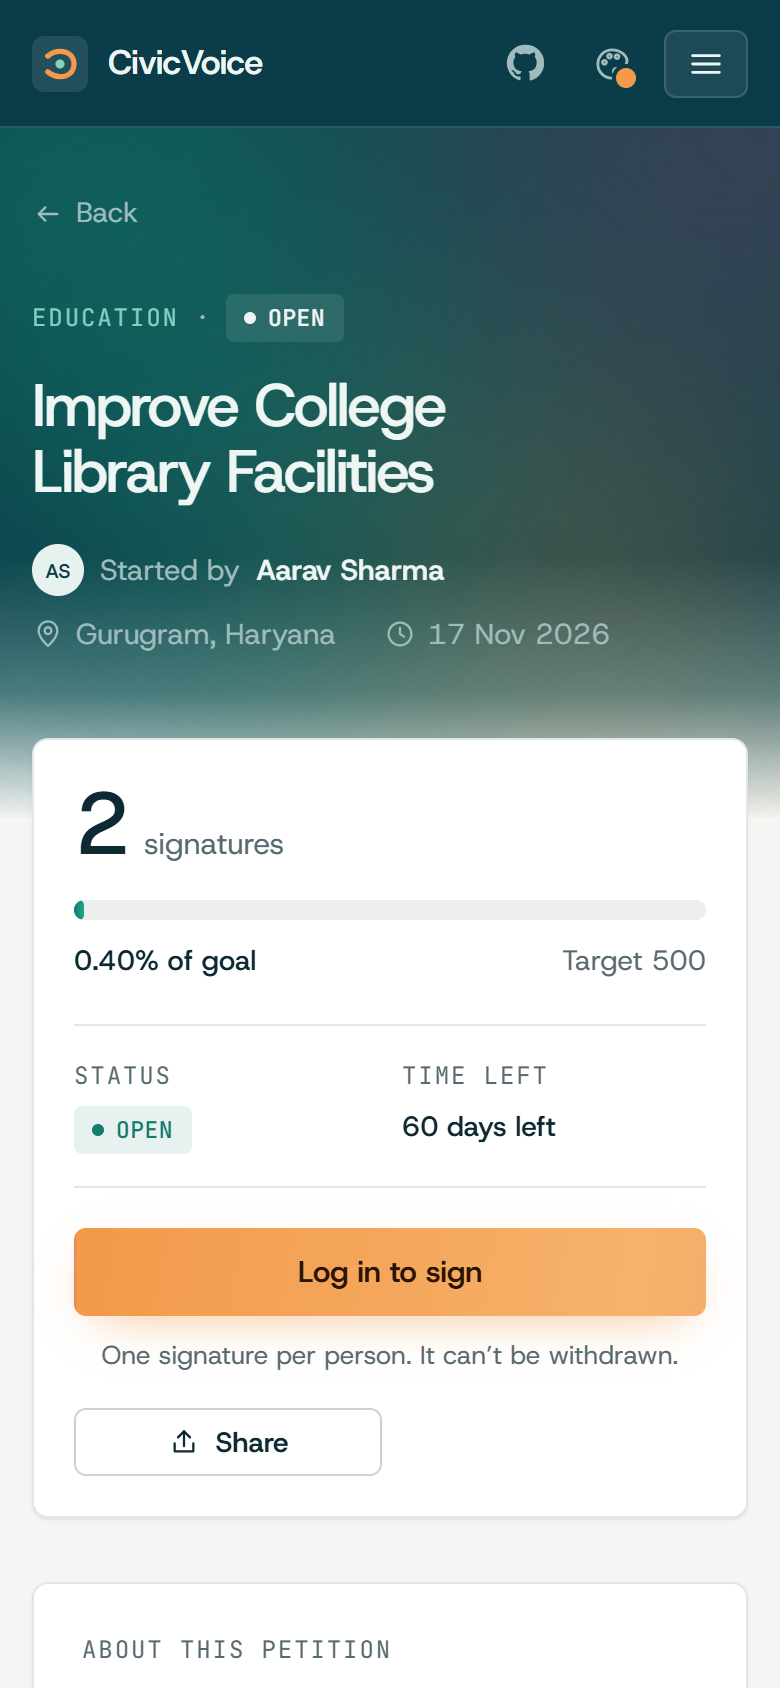 CivicVoice
Back
EDUCATION · OPEN
Improve College
Library Facilities
AS Started by Aarav Sharma
Gurugram, Haryana 17 Nov 2026
2 signatures
0.40% of goal Target 500
STATUS TIME LEFT
OPEN 60 days left
Log in to sign
One signature per person. It can’t be withdrawn.
Share
ABOUT THIS PETITION